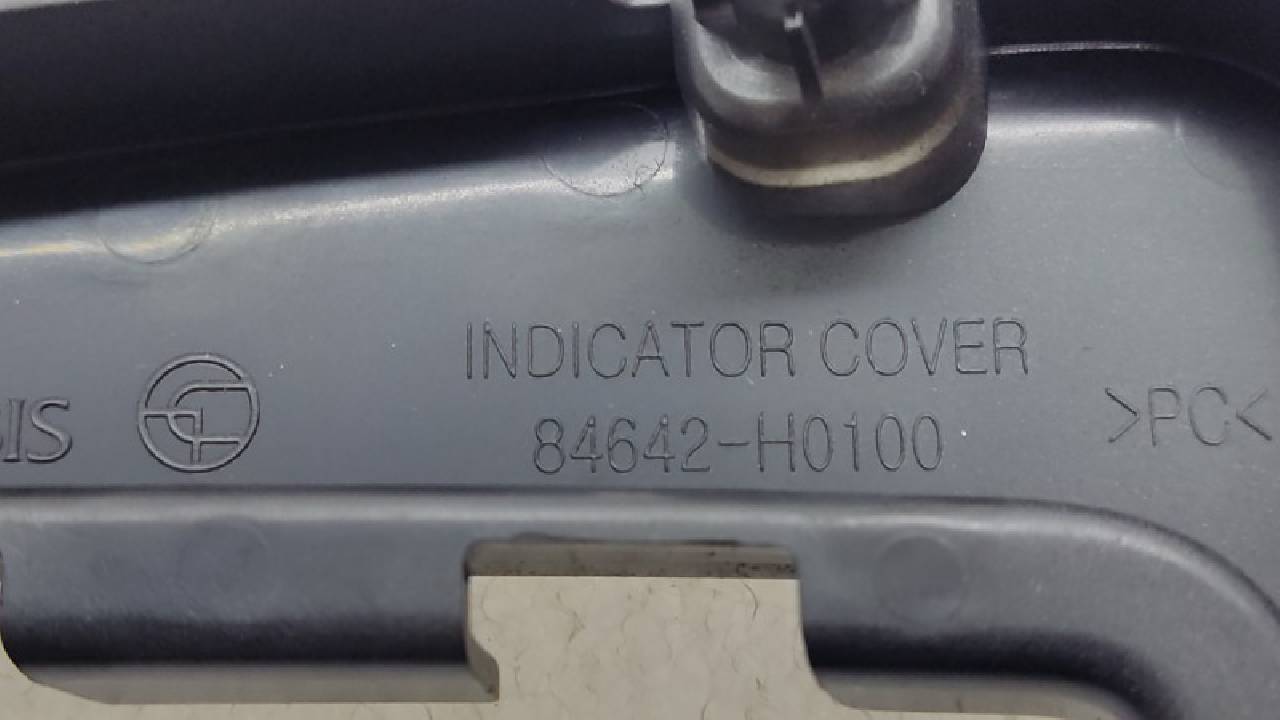 INDICATOR COVER
84642-H0100
>PC<